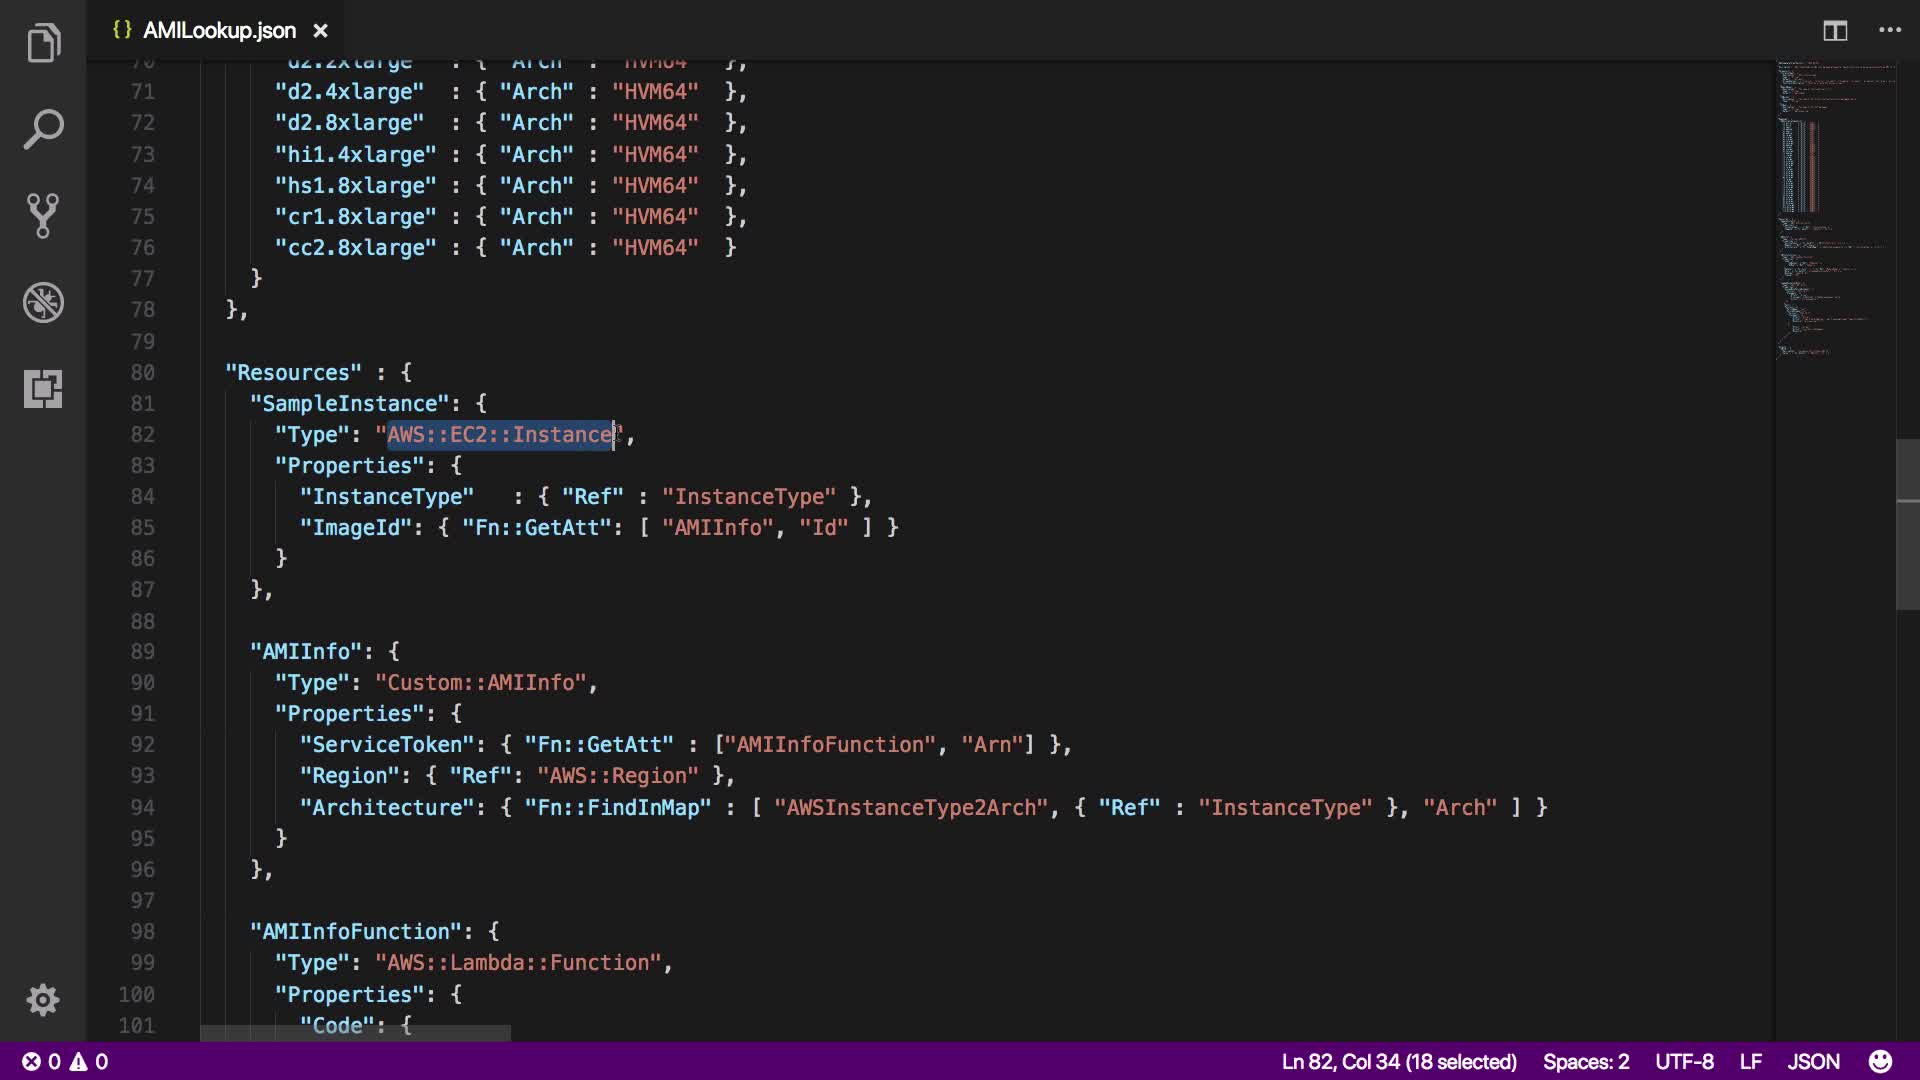 {} AMILookup.json ×
70 "d2.2xlarge" : { "Arch" : "HVM64" },
71 "d2.4xlarge" : { "Arch" : "HVM64" },
72 "d2.8xlarge" : { "Arch" : "HVM64" },
73 "hi1.4xlarge" : { "Arch" : "HVM64" },
74 "hs1.8xlarge" : { "Arch" : "HVM64" },
75 "cr1.8xlarge" : { "Arch" : "HVM64" },
76 "cc2.8xlarge" : { "Arch" : "HVM64" }
77 }
78 },
79
80 "Resources" : {
81 "SampleInstance": {
82 "Type": "AWS::EC2::Instance",
83 "Properties": {
84 "InstanceType" : { "Ref" : "InstanceType" },
85 "ImageId": { "Fn::GetAtt": [ "AMIInfo", "Id" ] }
86 }
87 },
88
89 "AMIInfo": {
90 "Type": "Custom::AMIInfo",
91 "Properties": {
92 "ServiceToken": { "Fn::GetAtt" : ["AMIInfoFunction", "Arn"] },
93 "Region": { "Ref": "AWS::Region" },
94 "Architecture": { "Fn::FindInMap" : [ "AWSInstanceType2Arch", { "Ref" : "InstanceType" }, "Arch" ] }
95 }
96 },
97
98 "AMIInfoFunction": {
99 "Type": "AWS::Lambda::Function",
100 "Properties": {
101 "Code": {
0 0 Ln 82, Col 34 (18 selected) Spaces: 2 UTF-8 LF JSON